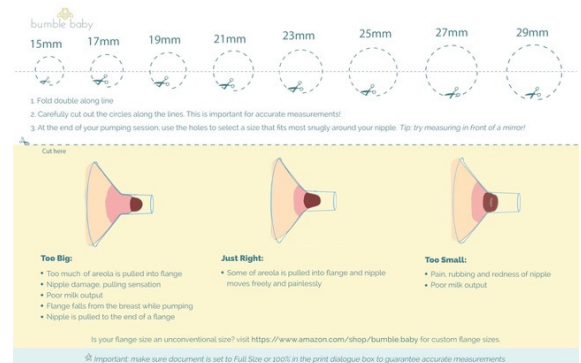 bumble baby
15mm 17mm 19mm 21mm 23mm 25mm 27mm 29mm
1. Fold double along line
2. Carefully cut out the circles along the lines. This is important for accurate measurements!
3. At the end of your pumping session, use the holes to select a size that fits most snugly around your nipple. Tip: try measuring in front of a mirror!
Cut here
Too Big:
• Too much of areola is pulled into flange
• Nipple damage, pulling sensation
• Poor milk output
• Flange falls from the breast while pumping
• Nipple is pulled to the end of a flange
Just Right:
• Some of areola is pulled into flange and nipple
moves freely and painlessly
Too Small:
• Pain, rubbing and redness of nipple
• Poor milk output
Is your flange size an unconventional size? visit https://www.amazon.com/shop/bumble.baby for custom flange sizes.
Important: make sure document is set to Full Size or 100% in the print dialogue box to guarantee accurate measurements